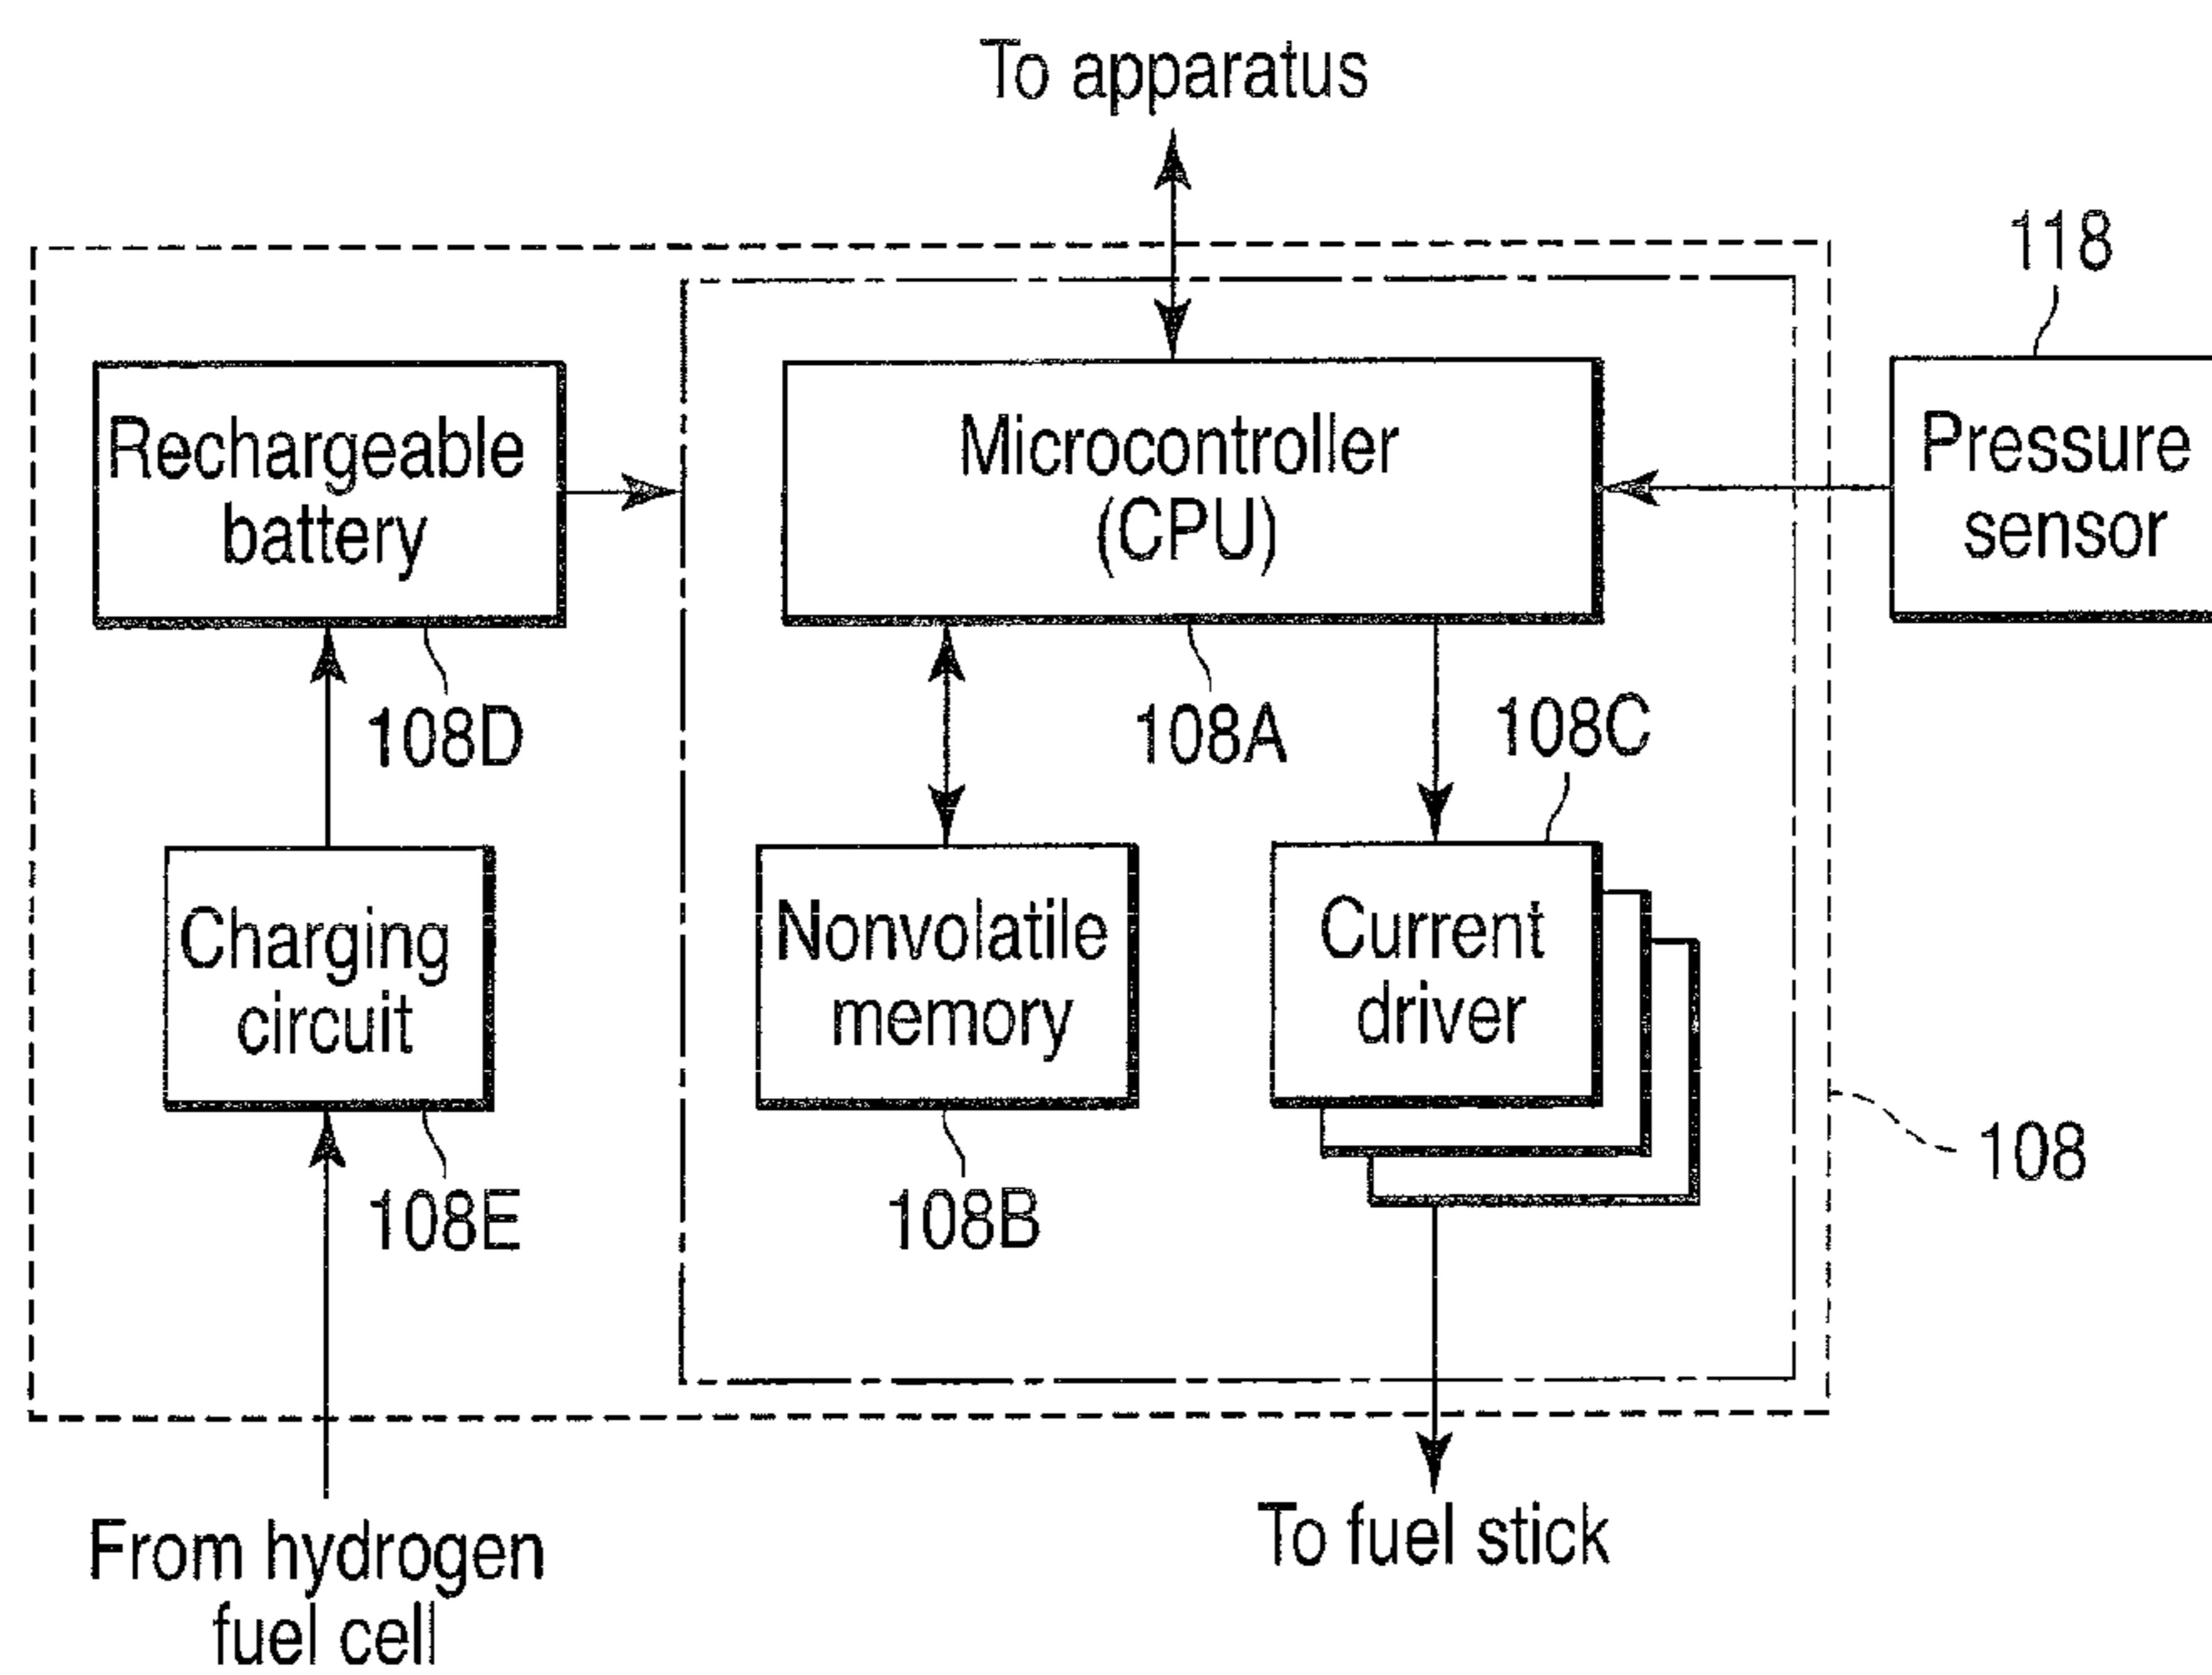 To apparatus
118
Rechargeable
battery
Microcontroller
(CPU)
Pressure
sensor
108D
108A
108C
Charging
circuit
Nonvolatile
memory
Current
driver
108
108E
108B
From hydrogen
fuel cell
To fuel stick